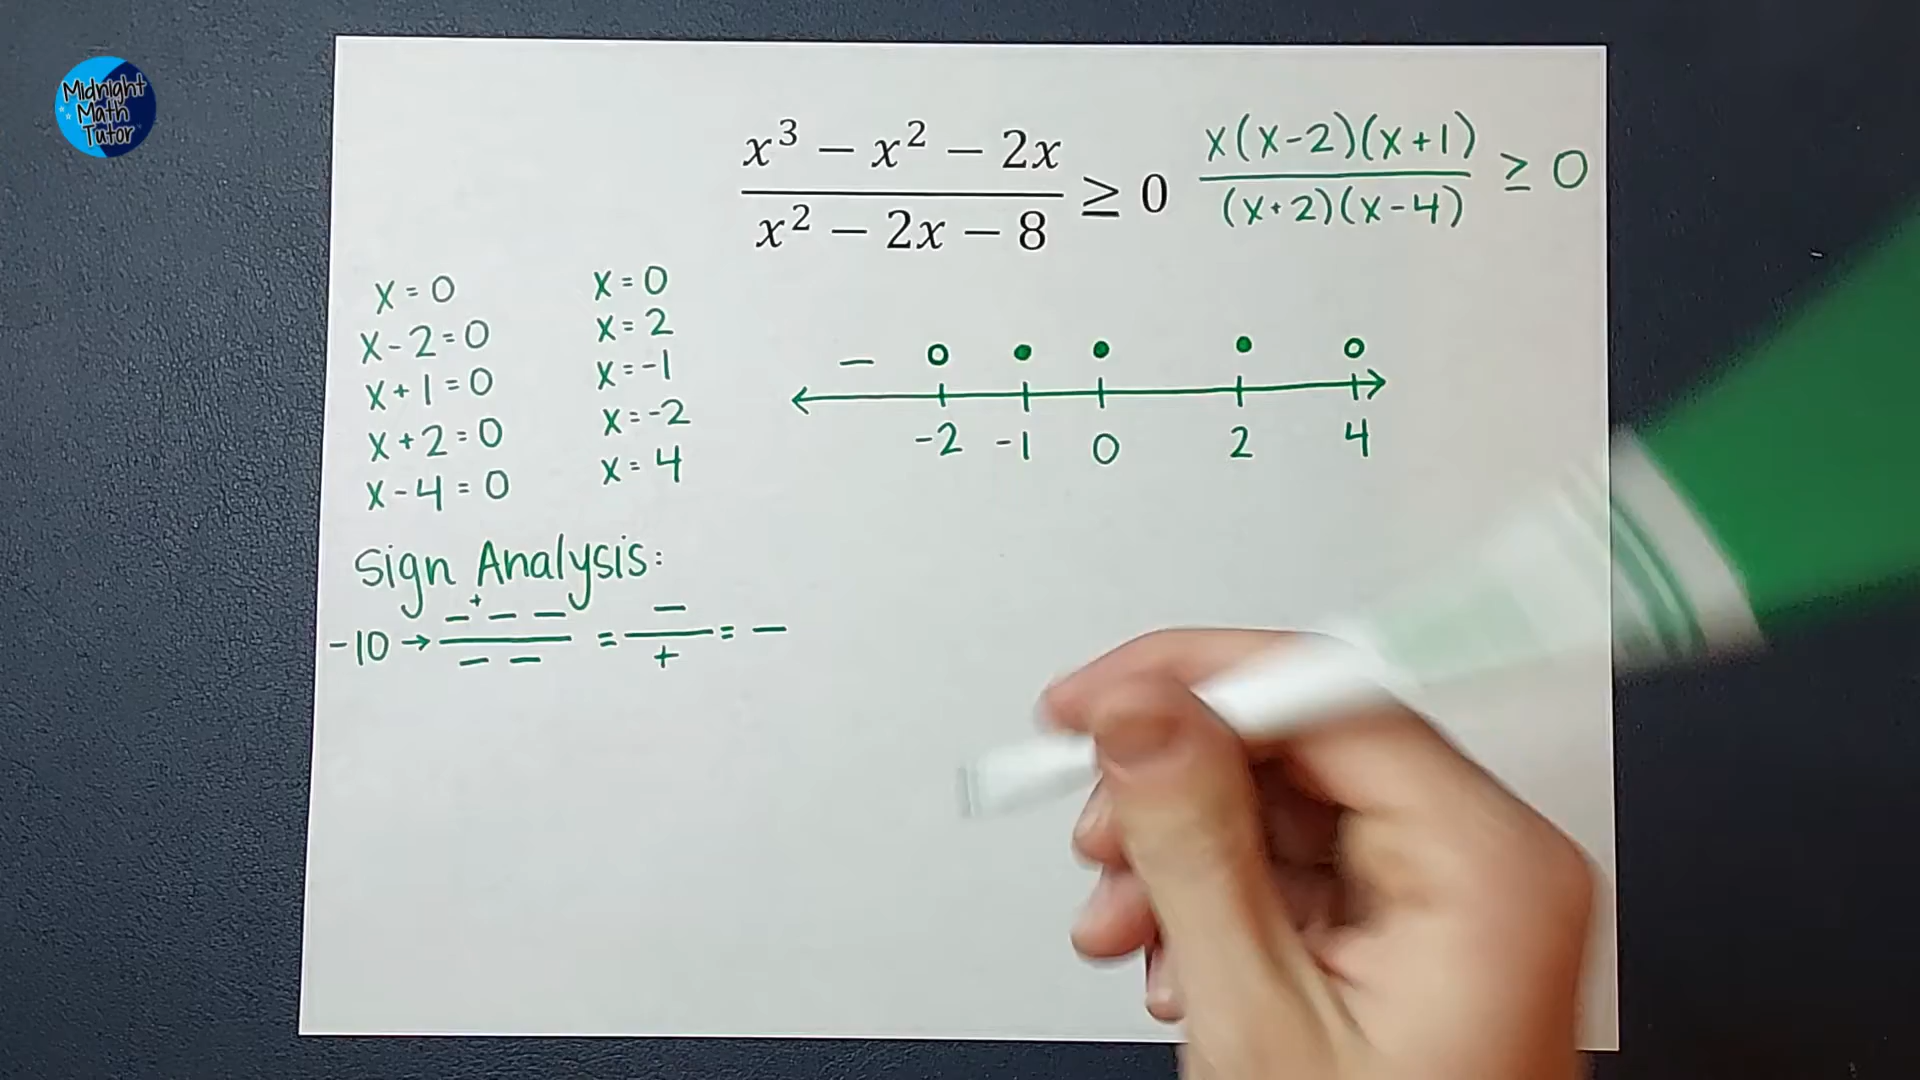 Midnight
Math
Tutor
x³ − x² − 2x
x² − 2x − 8
≥ 0
x(x-2)(x+1)
(x+2)(x-4)
≥ 0
x=0
x-2=0
x+1=0
x+2=0
x-4=0
x=0
x=2
x=-1
x=-2
x=4
−
-2 -1 0 2 4
Sign Analysis:
+
− − −
-10 → = − / + = −
− −